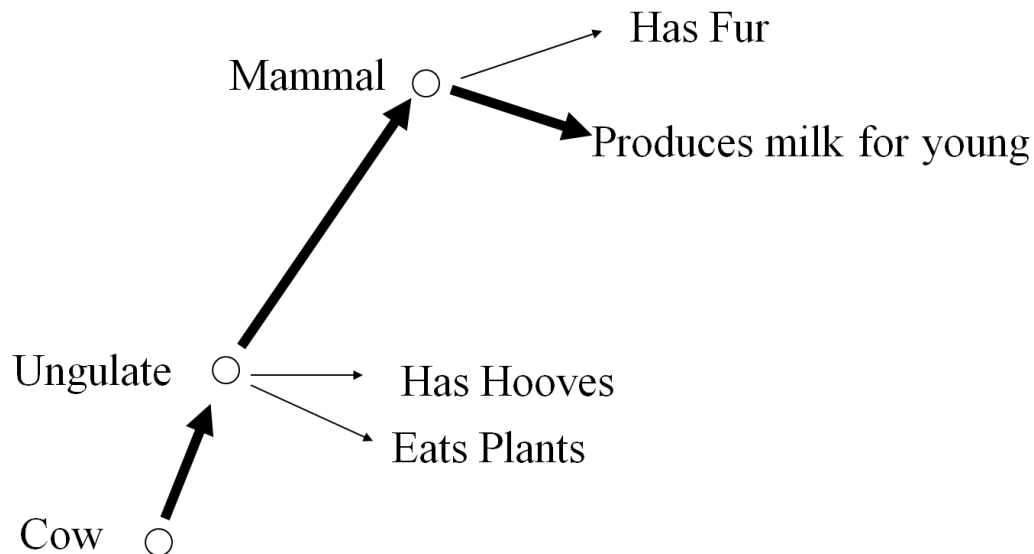 Has Fur
Mammal
Produces milk for young
Ungulate
Has Hooves
Eats Plants
Cow